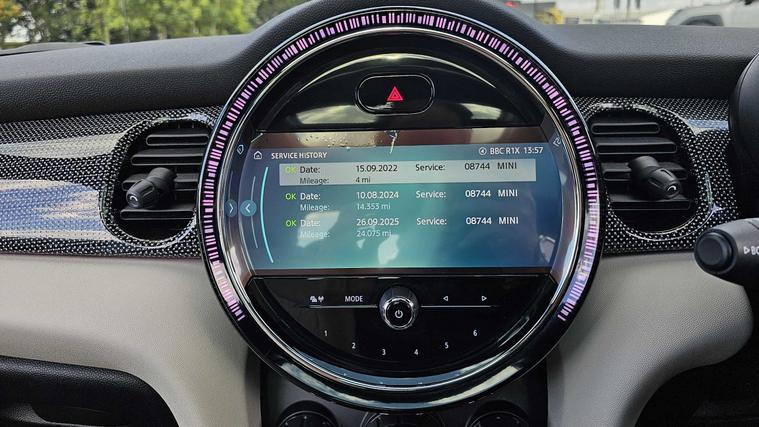 SERVICE HISTORY BBC R1X 13:57
OK Date: 15.09.2022 Service: 08744 MINI
Mileage: 4 mi
OK Date: 10.08.2024 Service: 08744 MINI
Mileage: 14.353 mi
OK Date: 26.09.2025 Service: 08744 MINI
Mileage: 24.075 mi
MODE
1 2 3 4 5 6